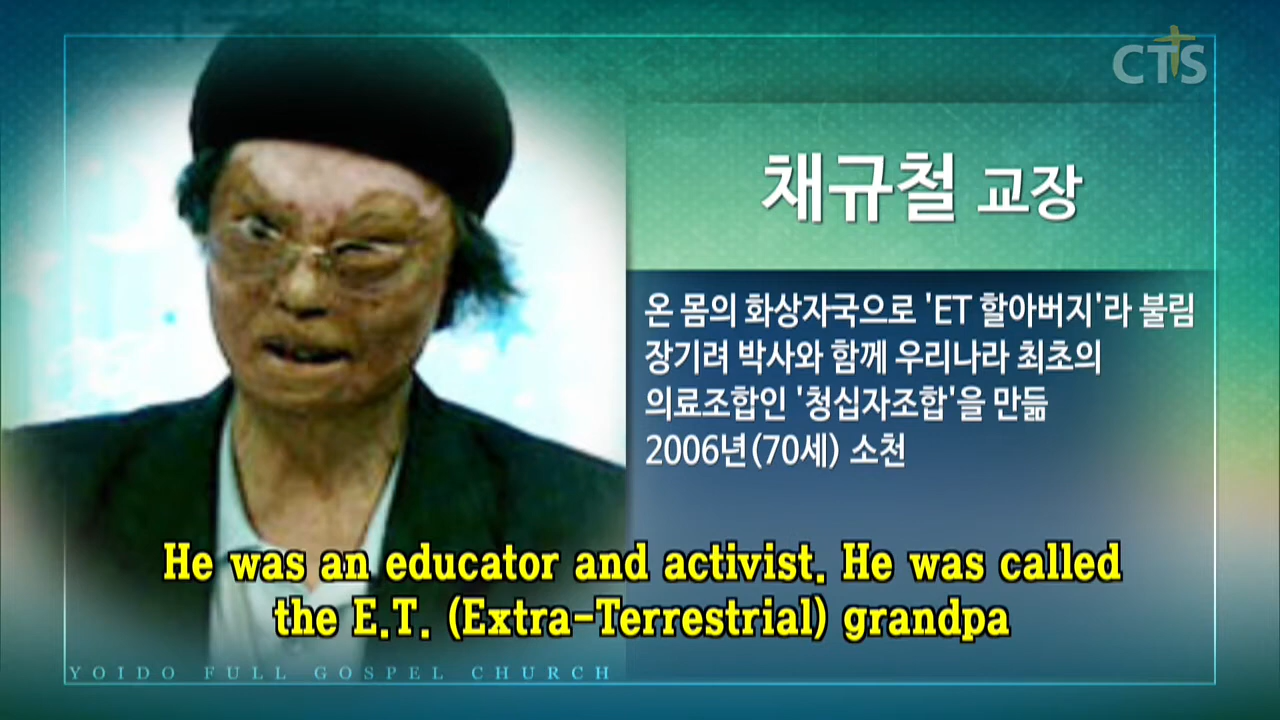 CTS
채규철 교장
온 몸의 화상자국으로 'ET 할아버지'라 불림
장기려 박사와 함께 우리나라 최초의
의료조합인 '청십자조합'을 만듦
2006년(70세) 소천
He was an educator and activist. He was called
the E.T. (Extra-Terrestrial) grandpa
YOIDO FULL GOSPEL CHURCH